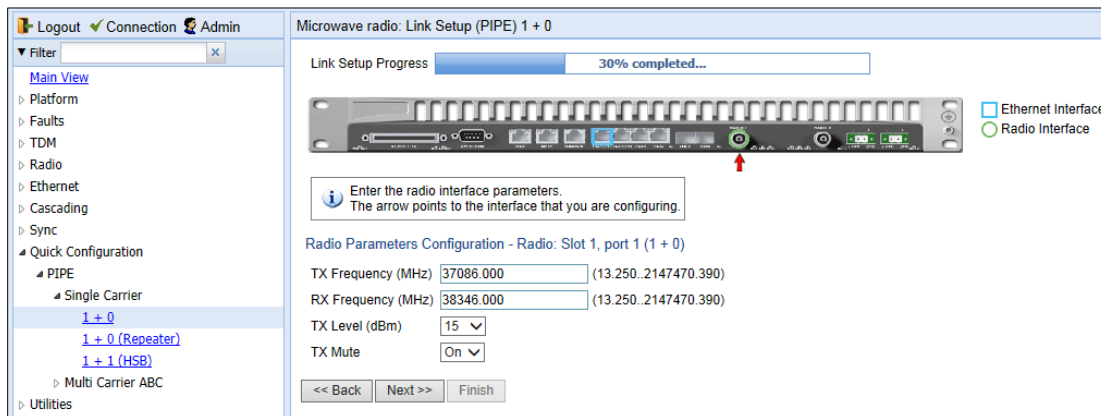 Logout Connection Admin
Filter
Main View
Platform
Faults
TDM
Radio
Ethernet
Cascading
Sync
Quick Configuration
PIPE
Single Carrier
1 + 0
1 + 0 (Repeater)
1 + 1 (HSB)
Multi Carrier ABC
Utilities
Microwave radio: Link Setup (PIPE) 1 + 0
Link Setup Progress 30% completed...
Ethernet Interface
Radio Interface
Enter the radio interface parameters.
The arrow points to the interface that you are configuring.
Radio Parameters Configuration - Radio: Slot 1, port 1 (1 + 0)
TX Frequency (MHz) 37086.000 (13.250..2147470.390)
RX Frequency (MHz) 38346.000 (13.250..2147470.390)
TX Level (dBm) 15
TX Mute On
<< Back Next >> Finish